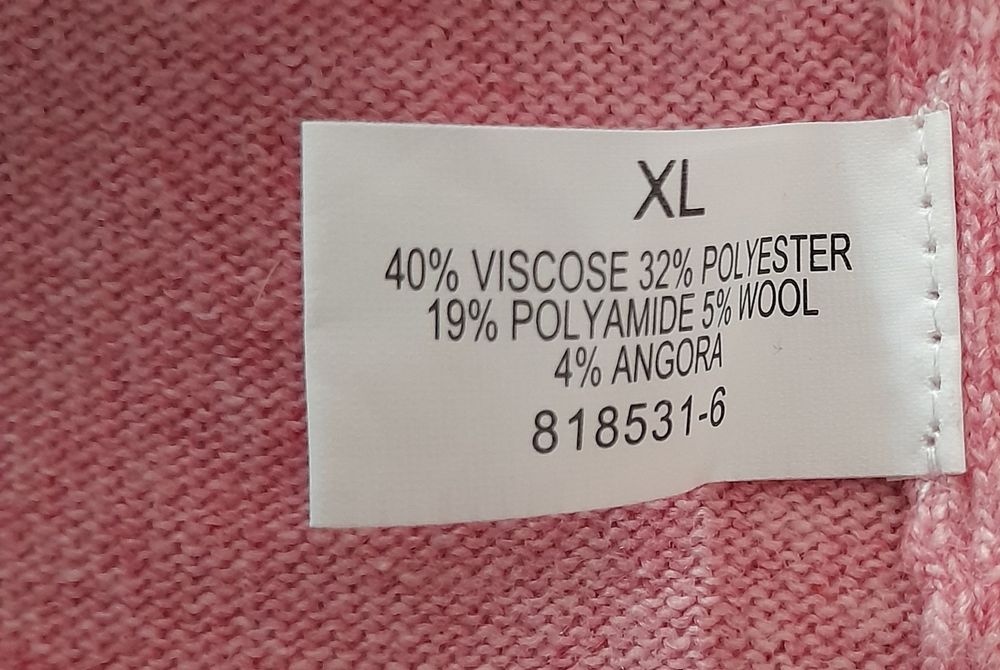 XL
40% VISCOSE 32% POLYESTER
19% POLYAMIDE 5% WOOL
4% ANGORA
818531-6